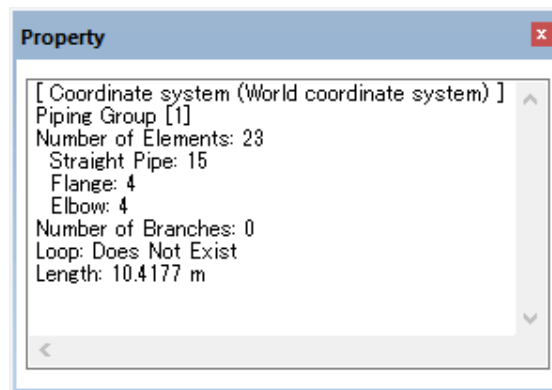 Property
[ Coordinate system (World coordinate system) ]
Piping Group [1]
Number of Elements: 23
Straight Pipe: 15
Flange: 4
Elbow: 4
Number of Branches: 0
Loop: Does Not Exist
Length: 10.4177 m